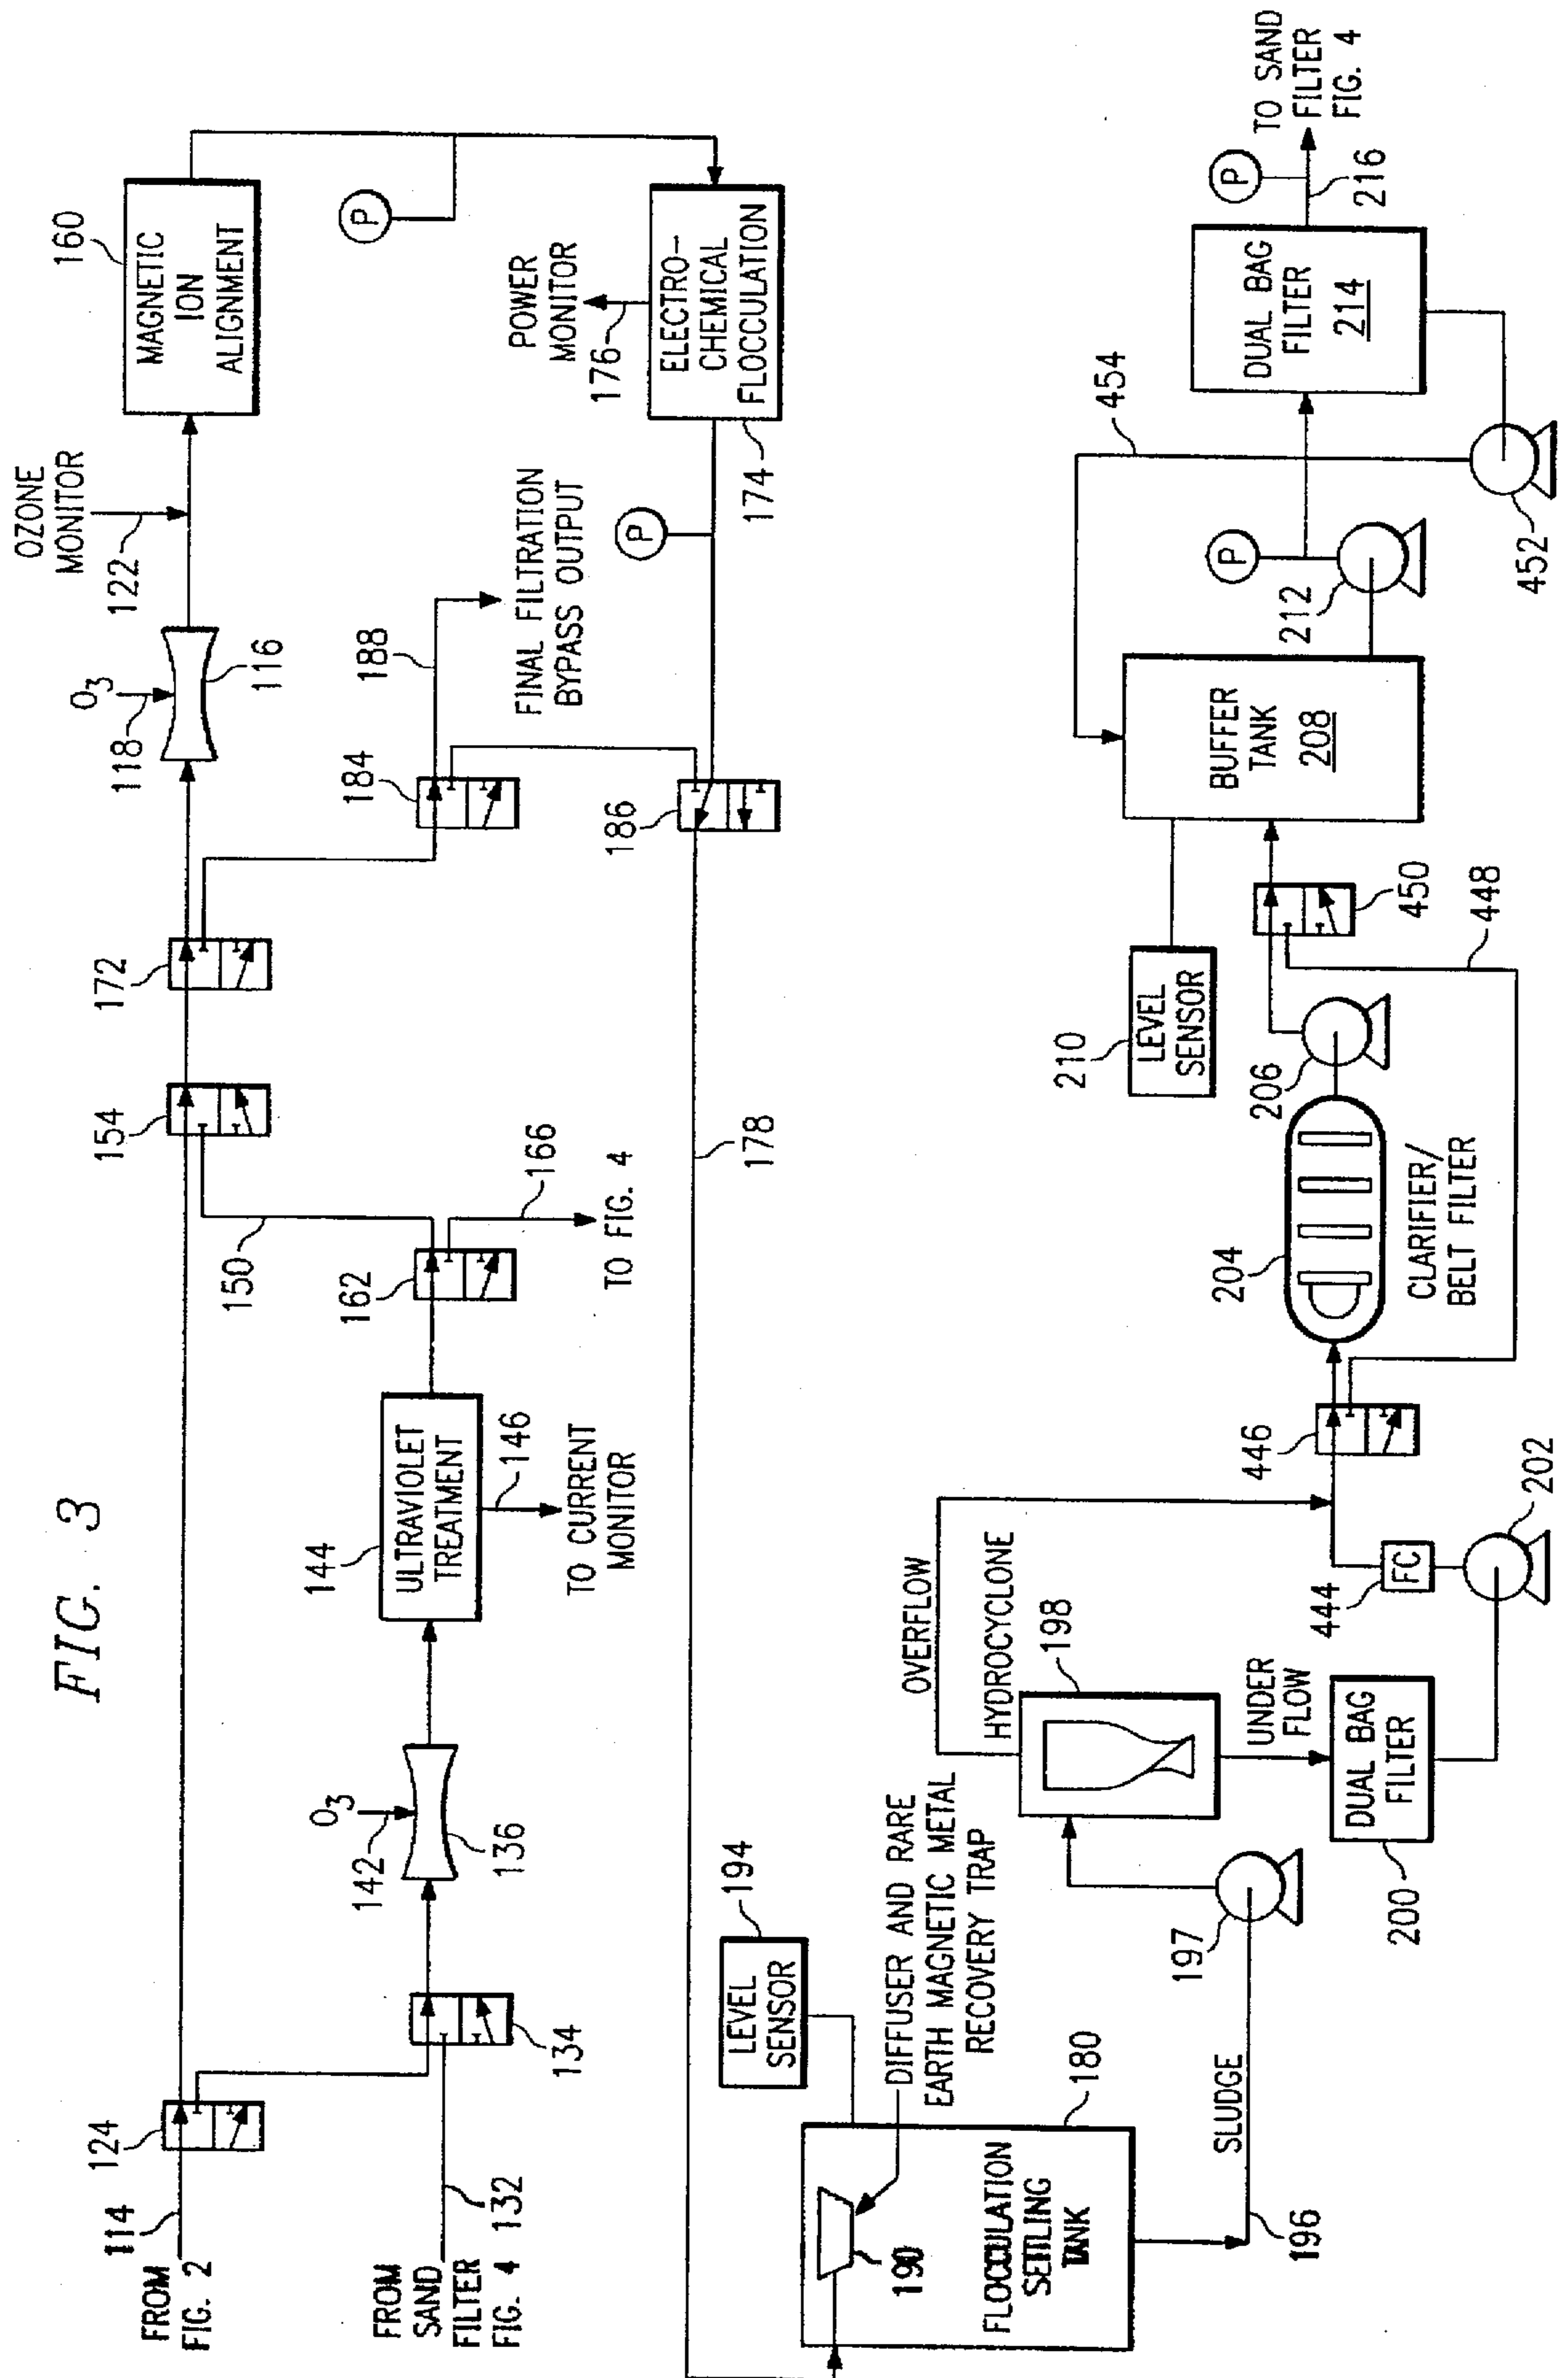 FIG. 3
FROM
FIG. 2
114
124
FROM
SAND
FILTER
FIG. 4
132
134
O3
142
136
144
ULTRAVIOLET
TREATMENT
146
TO CURRENT
MONITOR
162
150
166
TO FIG. 4
154
172
O3
118
116
OZONE
MONITOR
122
160
MAGNETIC
ION
ALIGNMENT
P
184
188
FINAL FILTRATION
BYPASS OUTPUT
POWER
MONITOR
176
ELECTRO-
CHEMICAL
FLOCCULATION
174
P
186
178
190
FLOCCULATION
SETTLING
TANK
180
LEVEL
SENSOR
194
DIFFUSER AND RARE
EARTH MAGNETIC METAL
RECOVERY TRAP
SLUDGE
196
197
HYDROCYCLONE
198
OVERFLOW
UNDER
FLOW
DUAL BAG
FILTER
200
202
FC
444
446
204
CLARIFIER/
BELT FILTER
206
448
450
LEVEL
SENSOR
210
BUFFER
TANK
208
212
P
454
452
DUAL BAG
FILTER
214
P
216
TO SAND
FILTER
FIG. 4